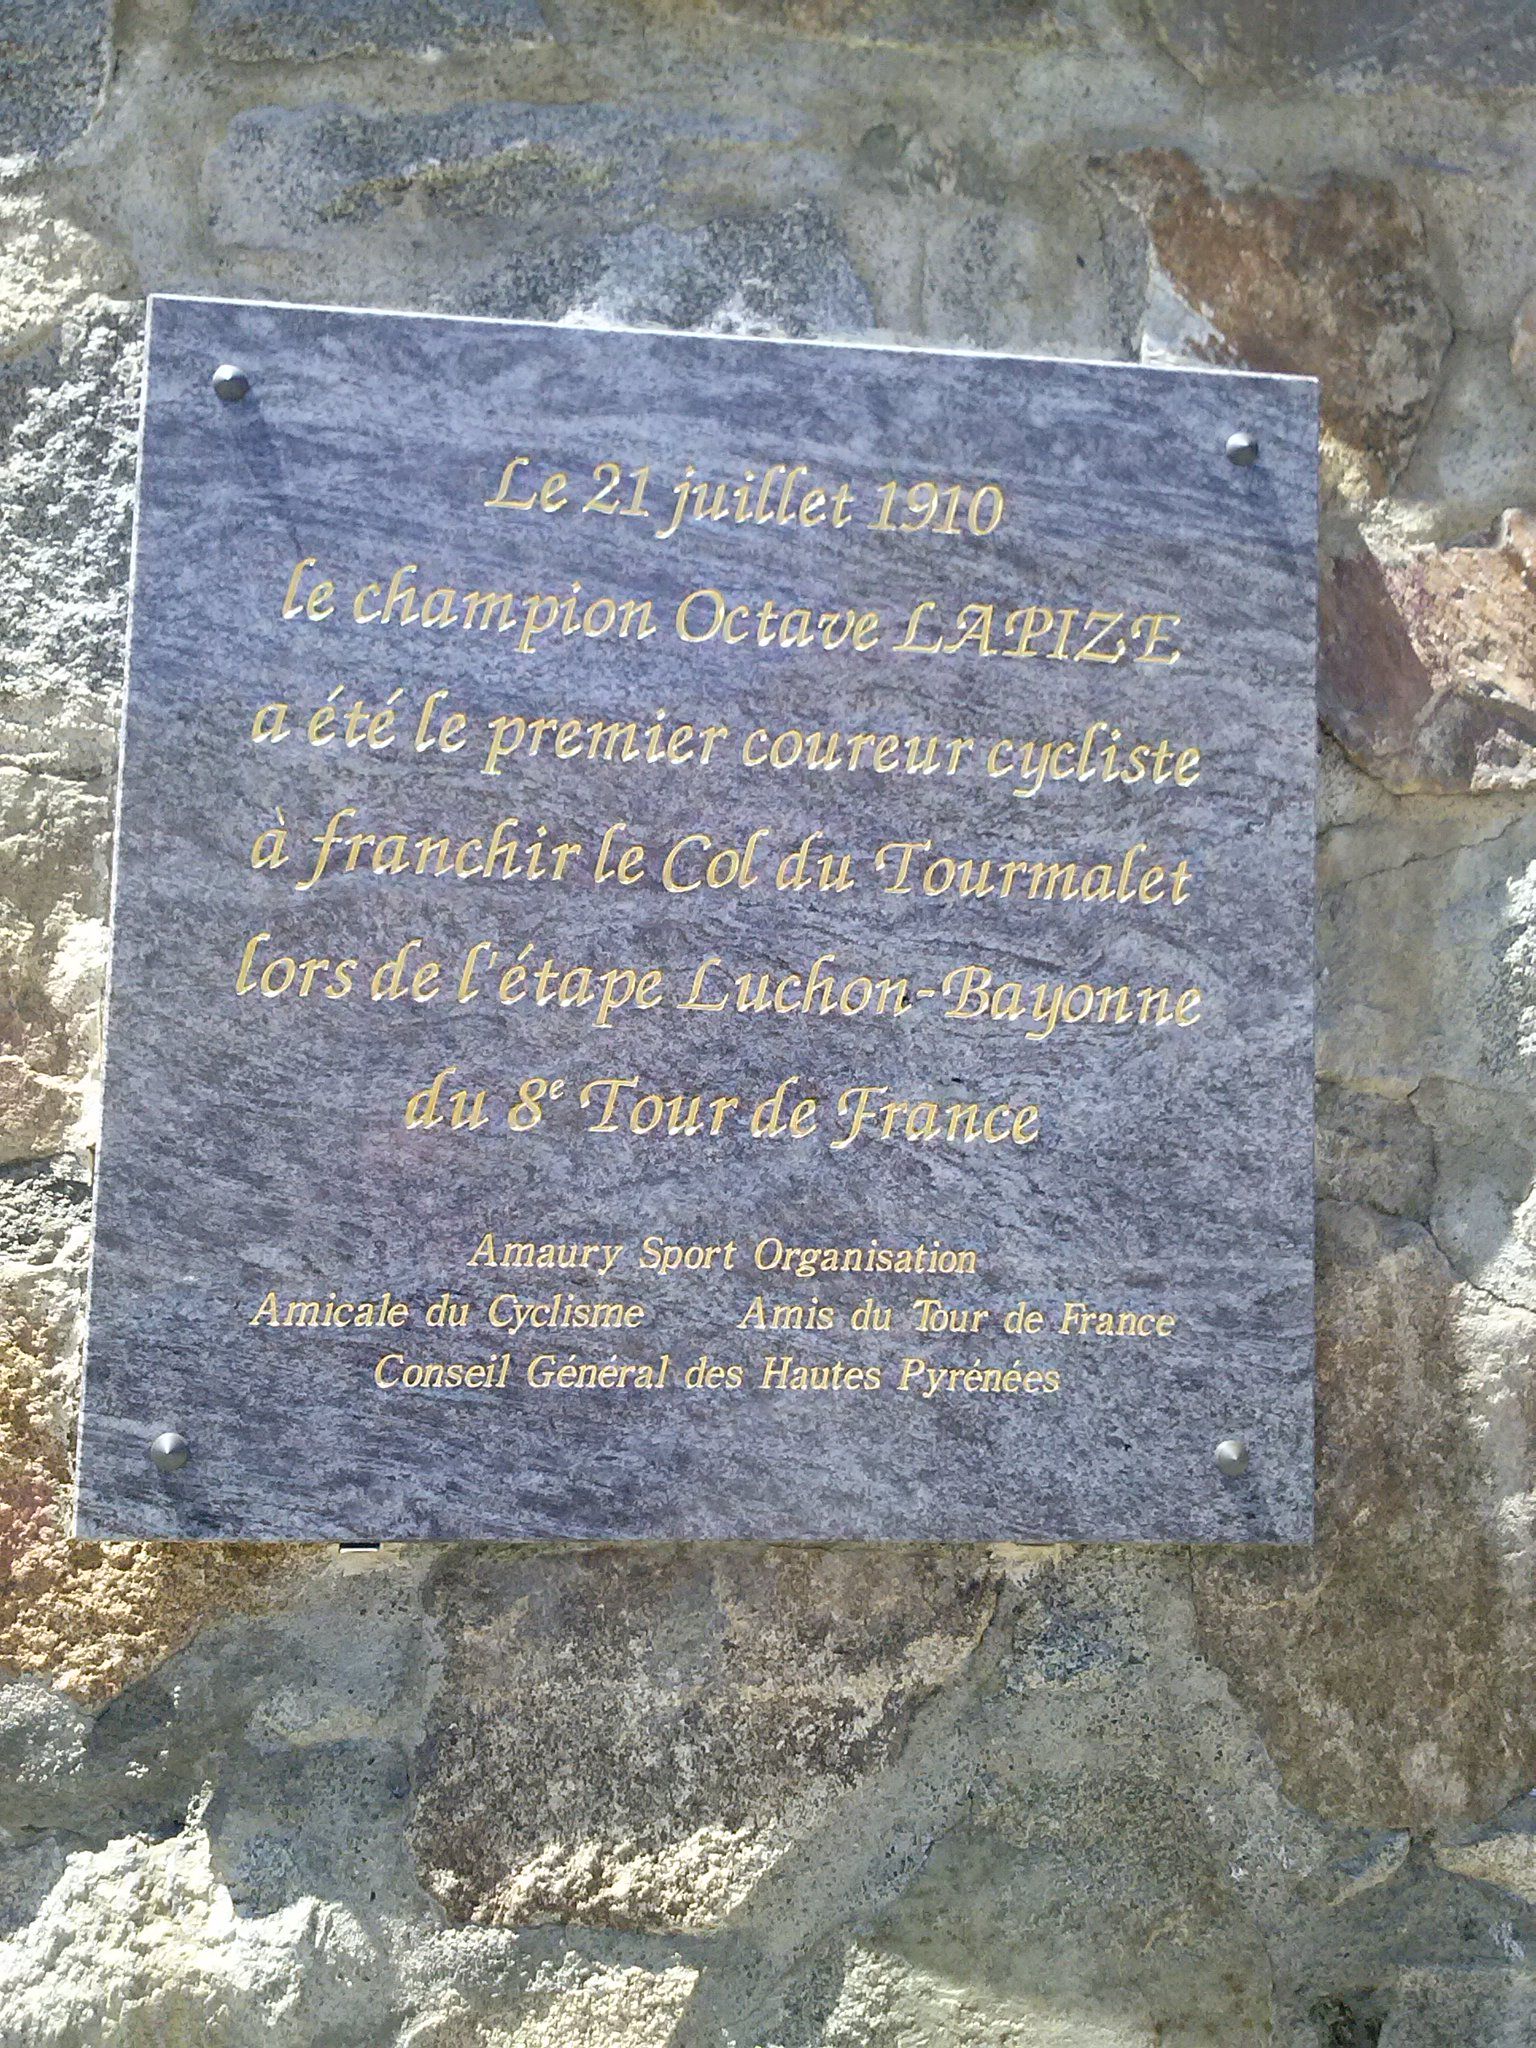 Le 21 juillet 1910
le champion Octave LAPIZE
a été le premier coureur cycliste
à franchir le Col du Tourmalet
lors de l'étape Luchon-Bayonne
du 8e Tour de France
Amaury Sport Organisation
Amicale du Cyclisme Amis du Tour de France
Conseil Général des Hautes Pyrénées